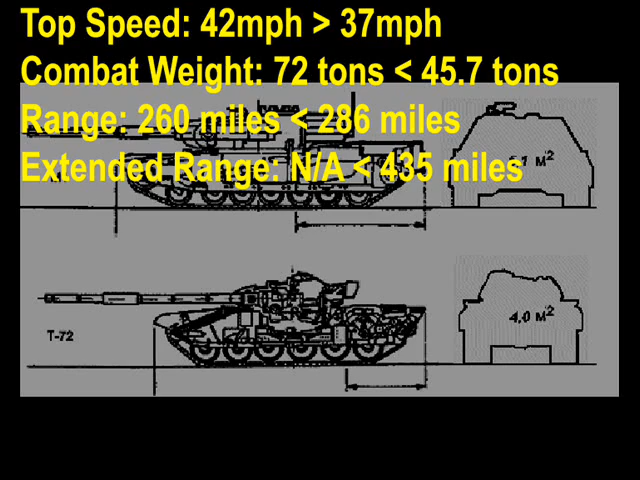 Top Speed: 42mph > 37mph
Combat Weight: 72 tons < 45.7 tons
Range: 260 miles < 286 miles
Extended Range: N/A < 435 miles
M²
T-72
4,0 M²